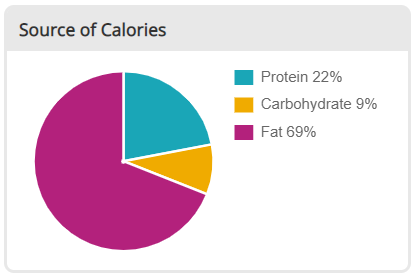 Source of Calories
Protein 22%
Carbohydrate 9%
Fat 69%